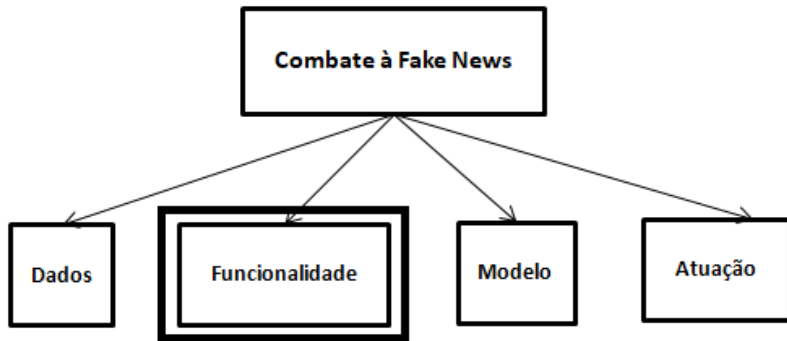 Combate à Fake News
Dados
Funcionalidade
Modelo
Atuação